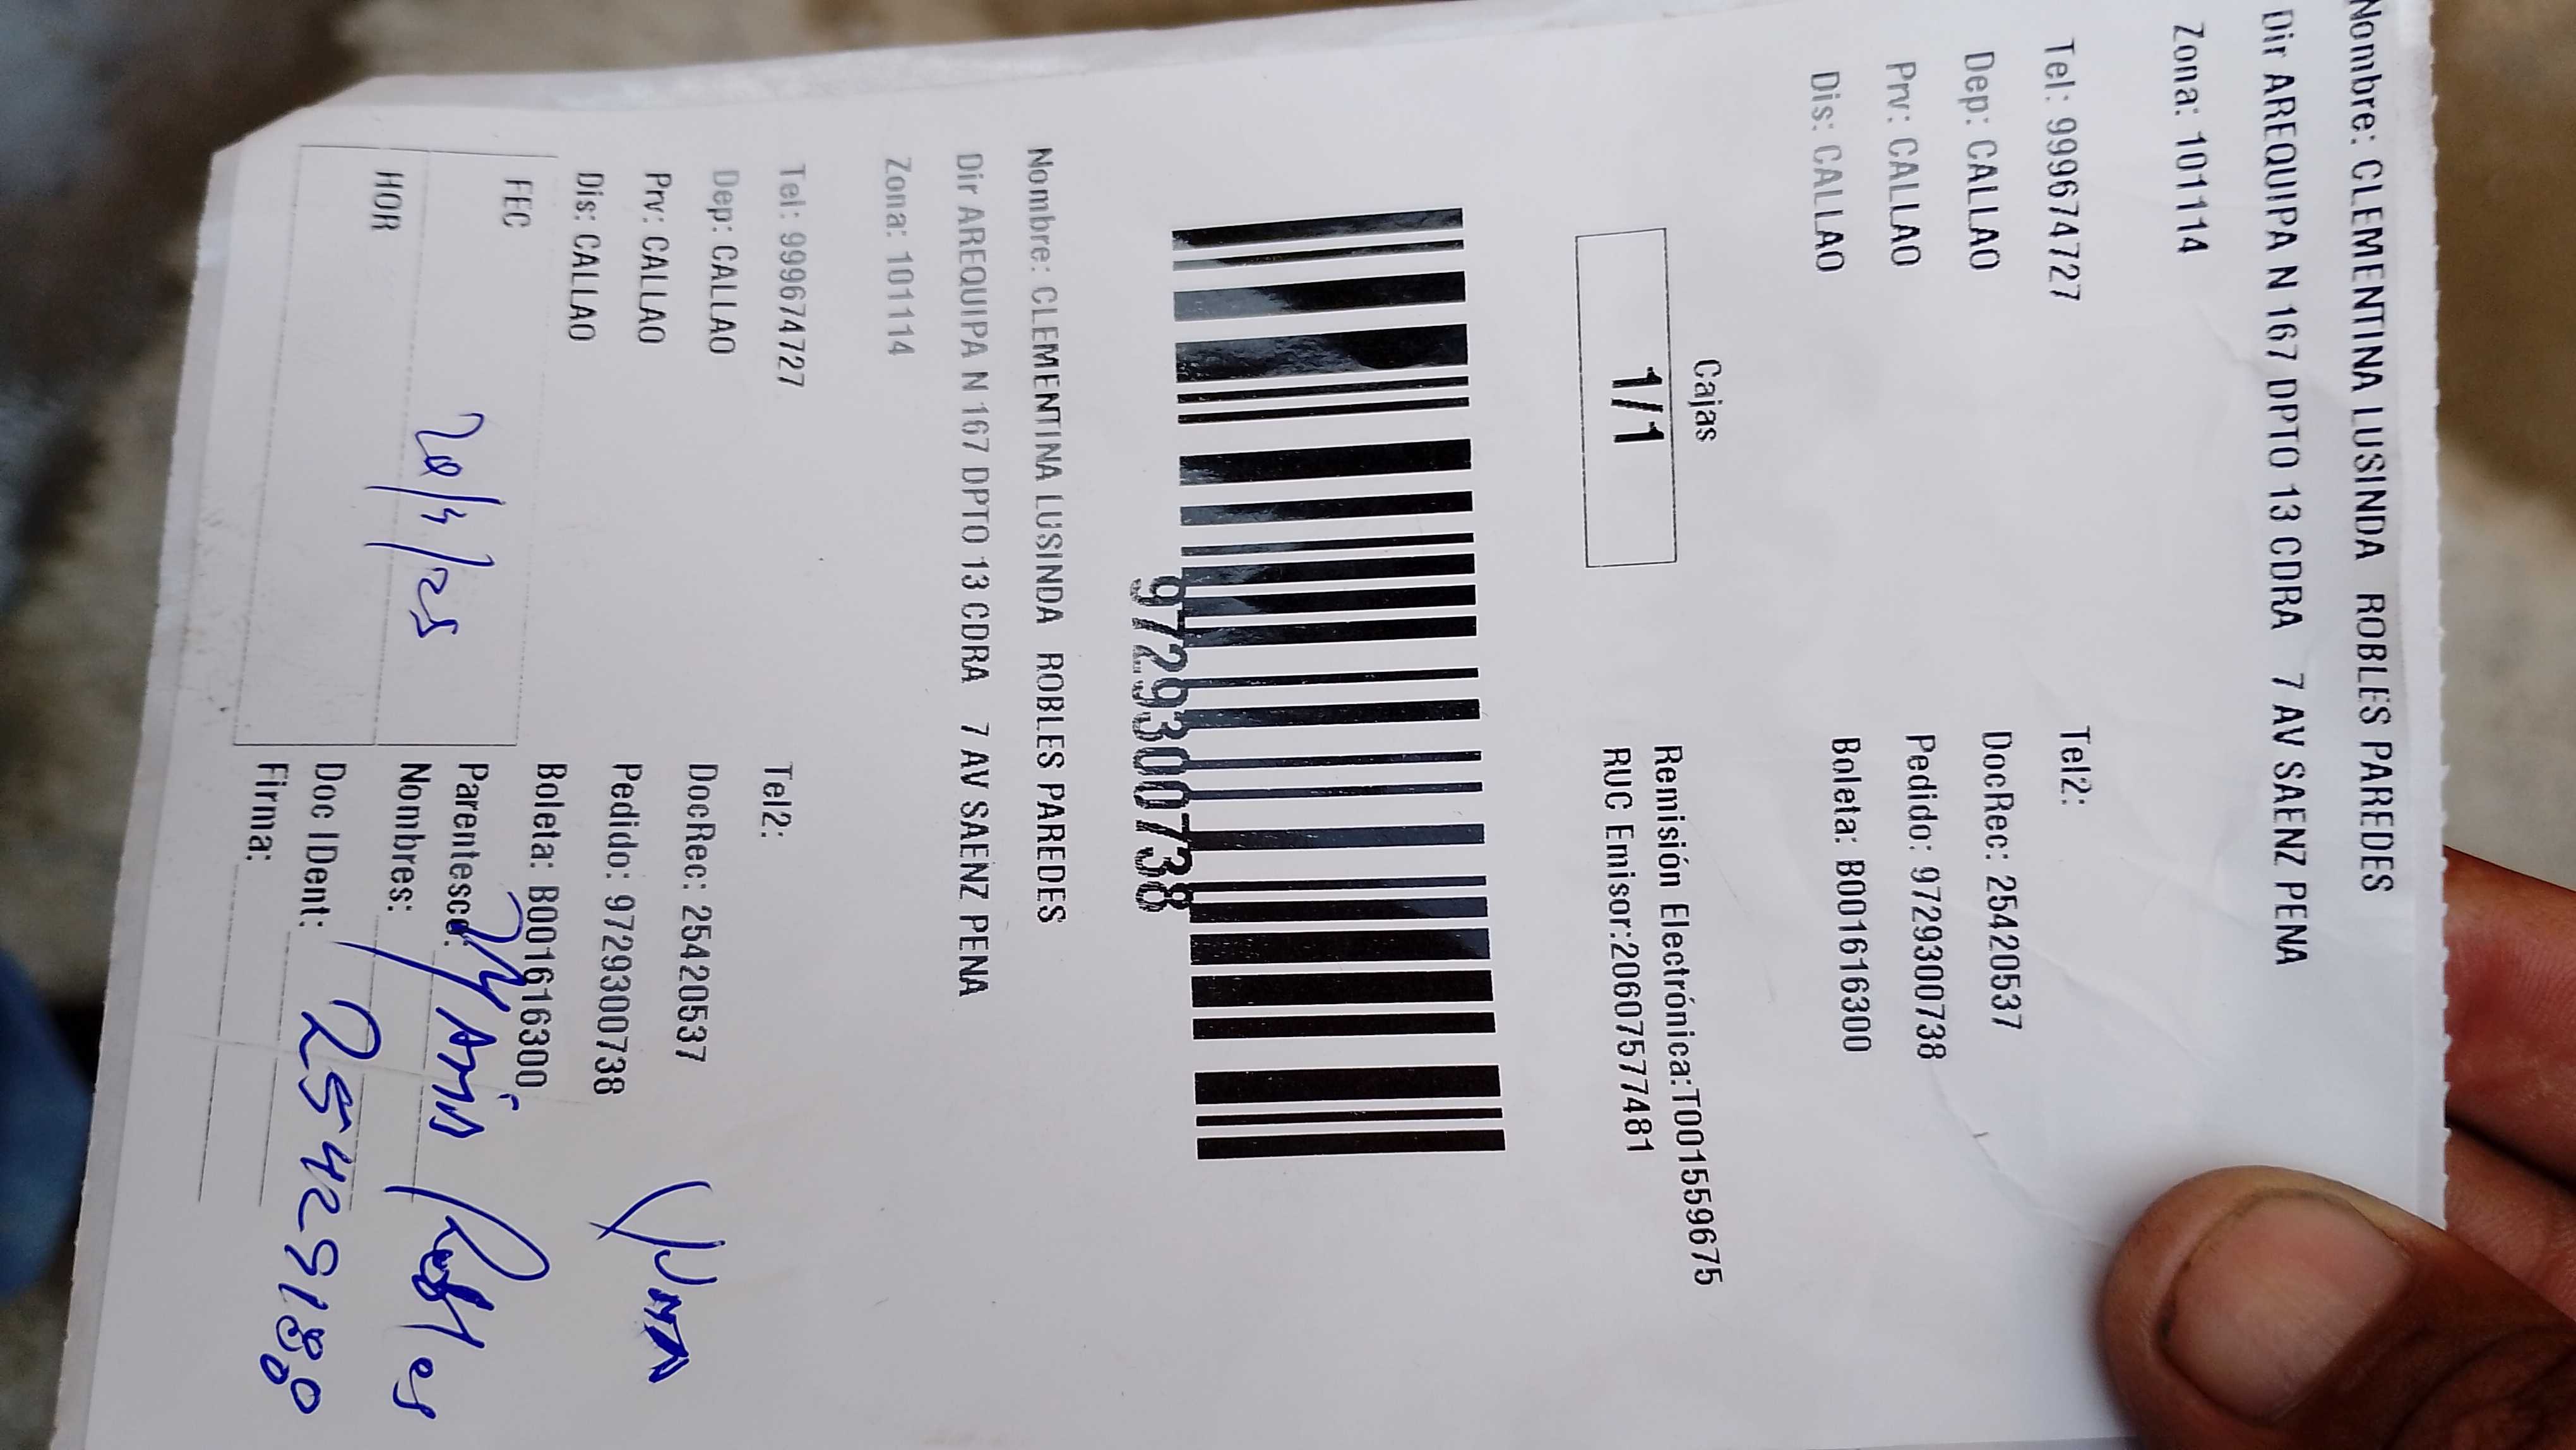 Nombre: CLEMENTINA LUSINDA ROBLES PAREDES
Dir AREQUIPA N 167 DPTO 13 CDRA 7 AV SAENZ PENA
Zona: 101114
Tel: 999674727 Tel2:
Dep: CALLAO DocRec: 25420537
Prv: CALLAO Pedido: 9729300738
Dis: CALLAO Boleta: B001616300
Cajas
1/1
Remisión Electrónica:T001559675
RUC Emisor:20607577481
9729300738
Nombre: CLEMENTINA LUSINDA ROBLES PAREDES
Dir AREQUIPA N 167 DPTO 13 CDRA 7 AV SAENZ PENA
Zona: 101114
Tel: 999674727 Tel2:
Dep: CALLAO DocRec: 25420537
Prv: CALLAO Pedido: 9729300738
Dis: CALLAO Boleta: B001616300
FEC Parentesco:
HOR Nombres: Robles
Doc IDent:
Firma: